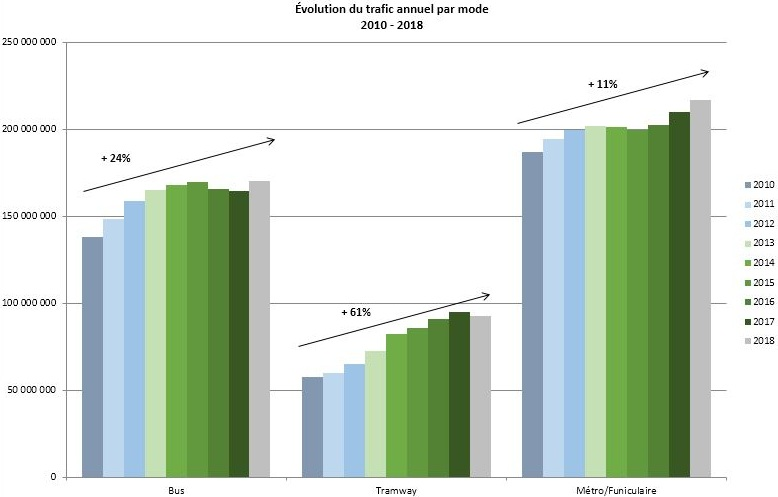 Évolution du trafic annuel par mode
2010 - 2018
250 000 000
200 000 000
150 000 000
100 000 000
50 000 000
0
+ 24%
+ 61%
+ 11%
Bus
Tramway
Métro/Funiculaire
2010
2011
2012
2013
2014
2015
2016
2017
2018